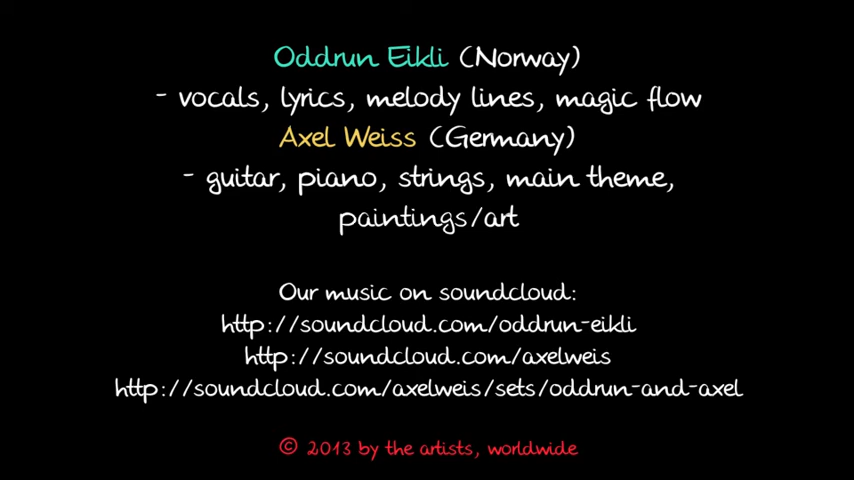 Oddrun Eikli (Norway)
- vocals, lyrics, melody lines, magic flow
Axel Weiss (Germany)
- guitar, piano, strings, main theme,
paintings/art
Our music on soundcloud:
http://soundcloud.com/oddrun-eikli
http://soundcloud.com/axelweis
http://soundcloud.com/axelweis/sets/oddrun-and-axel
© 2013 by the artists, worldwide